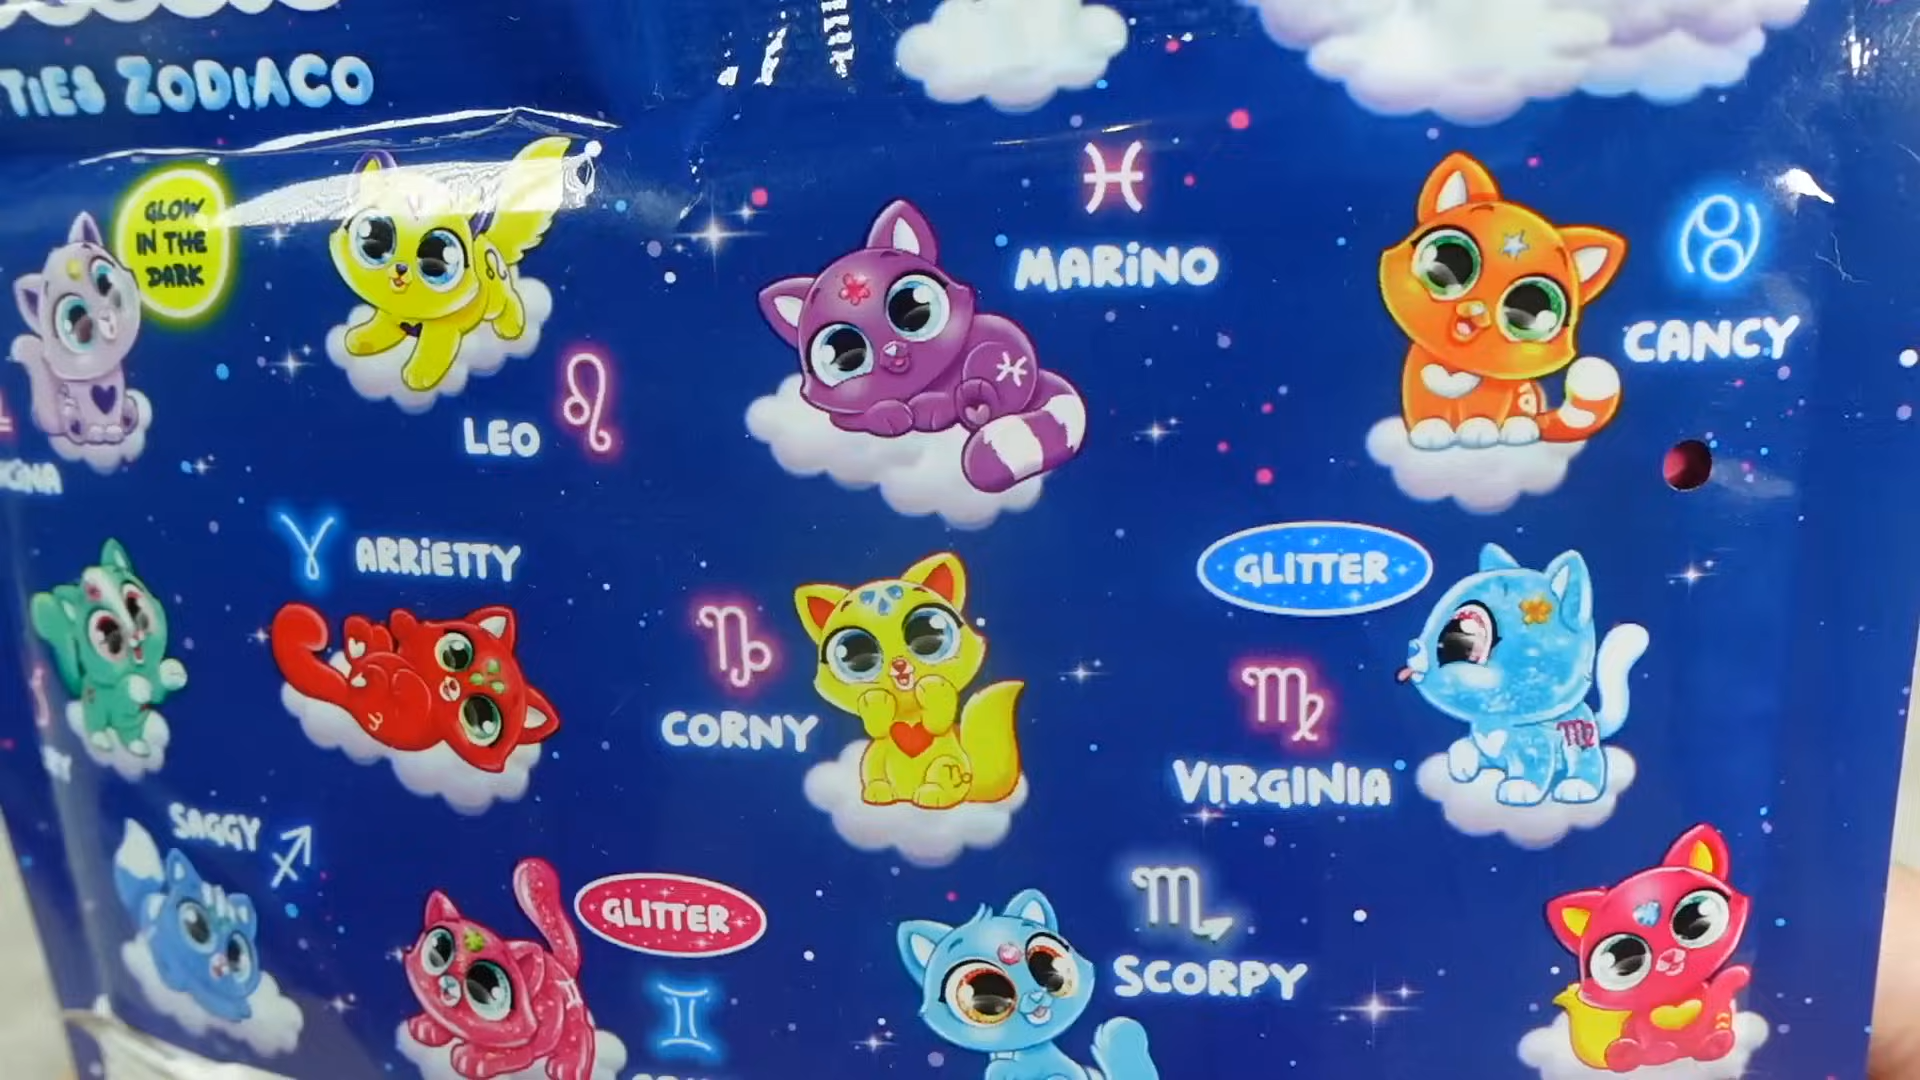 TIES ZODIACO
GLOW
IN THE
DARK
LEO
MARINO
CANCY
ARRIETTY
CORNY
GLITTER
VIRGINIA
SAGGY
GLITTER
SCORPY